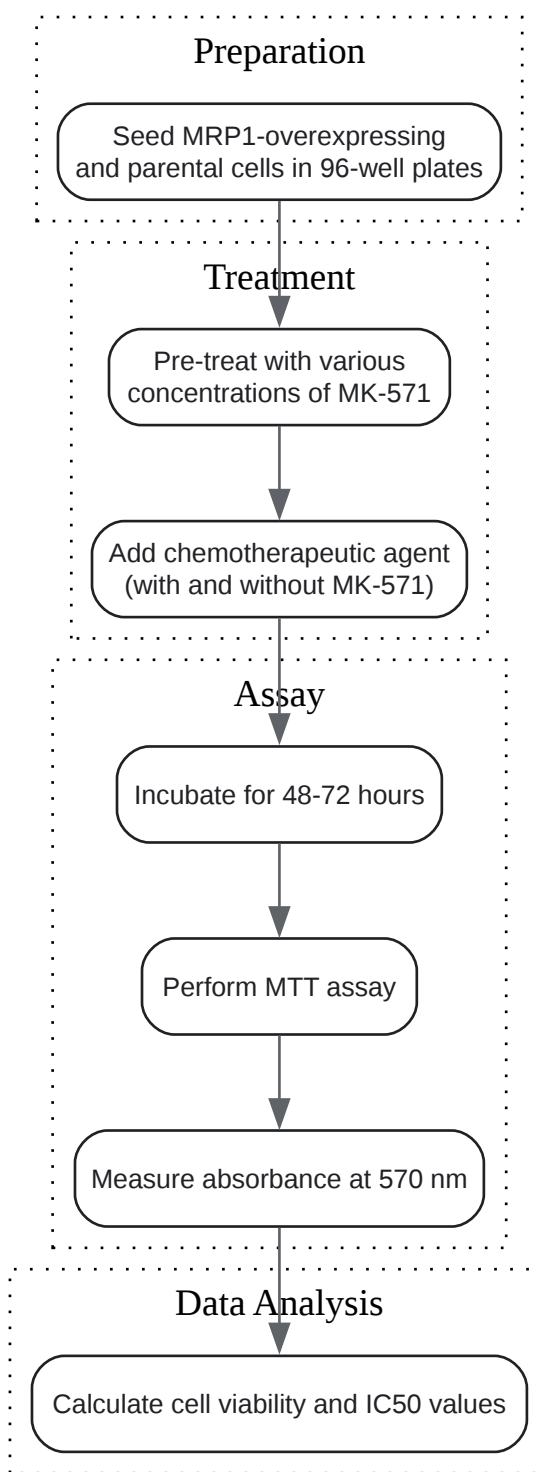 Preparation
Seed MRP1-overexpressing
and parental cells in 96-well plates
Treatment
Pre-treat with various
concentrations of MK-571
Add chemotherapeutic agent
(with and without MK-571)
Assay
Incubate for 48-72 hours
Perform MTT assay
Measure absorbance at 570 nm
Data Analysis
Calculate cell viability and IC50 values